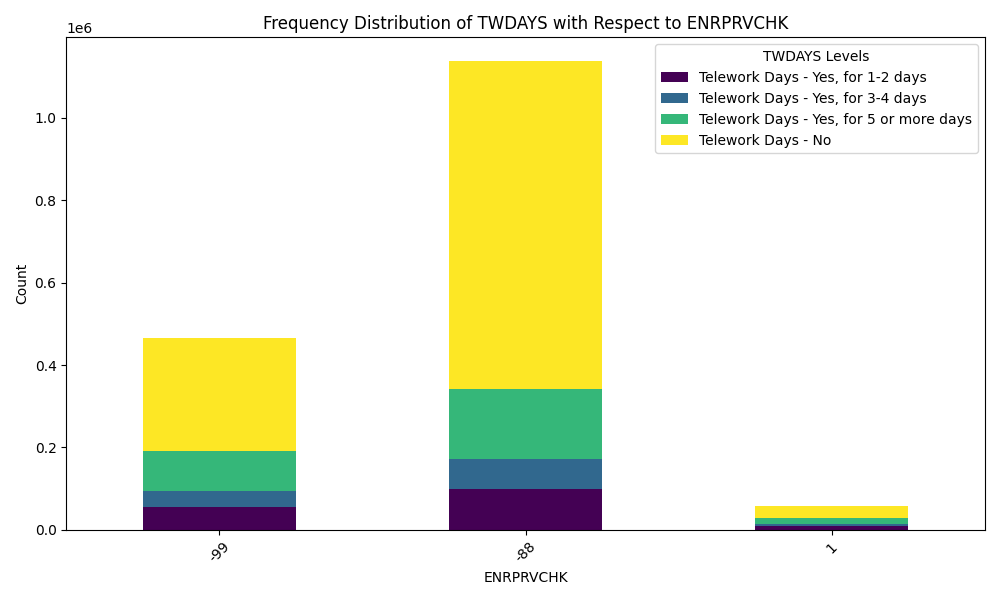 Frequency Distribution of TWDAYS with Respect to ENRPRVCHK
1e6
TWDAYS Levels
Telework Days - Yes, for 1-2 days
Telework Days - Yes, for 3-4 days
Telework Days - Yes, for 5 or more days
Telework Days - No
Count
1.0
0.8
0.6
0.4
0.2
0.0
-99
-88
1
ENRPRVCHK